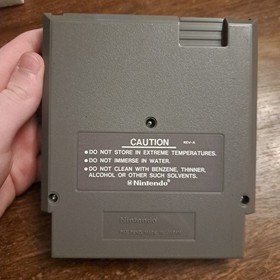 CAUTION REV-A
•DO NOT STORE IN EXTREME TEMPERATURES.
•DO NOT IMMERSE IN WATER.
•DO NOT CLEAN WITH BENZENE, THINNER,
ALCOHOL OR OTHER SUCH SOLVENTS.
®Nintendo®
Nintendo